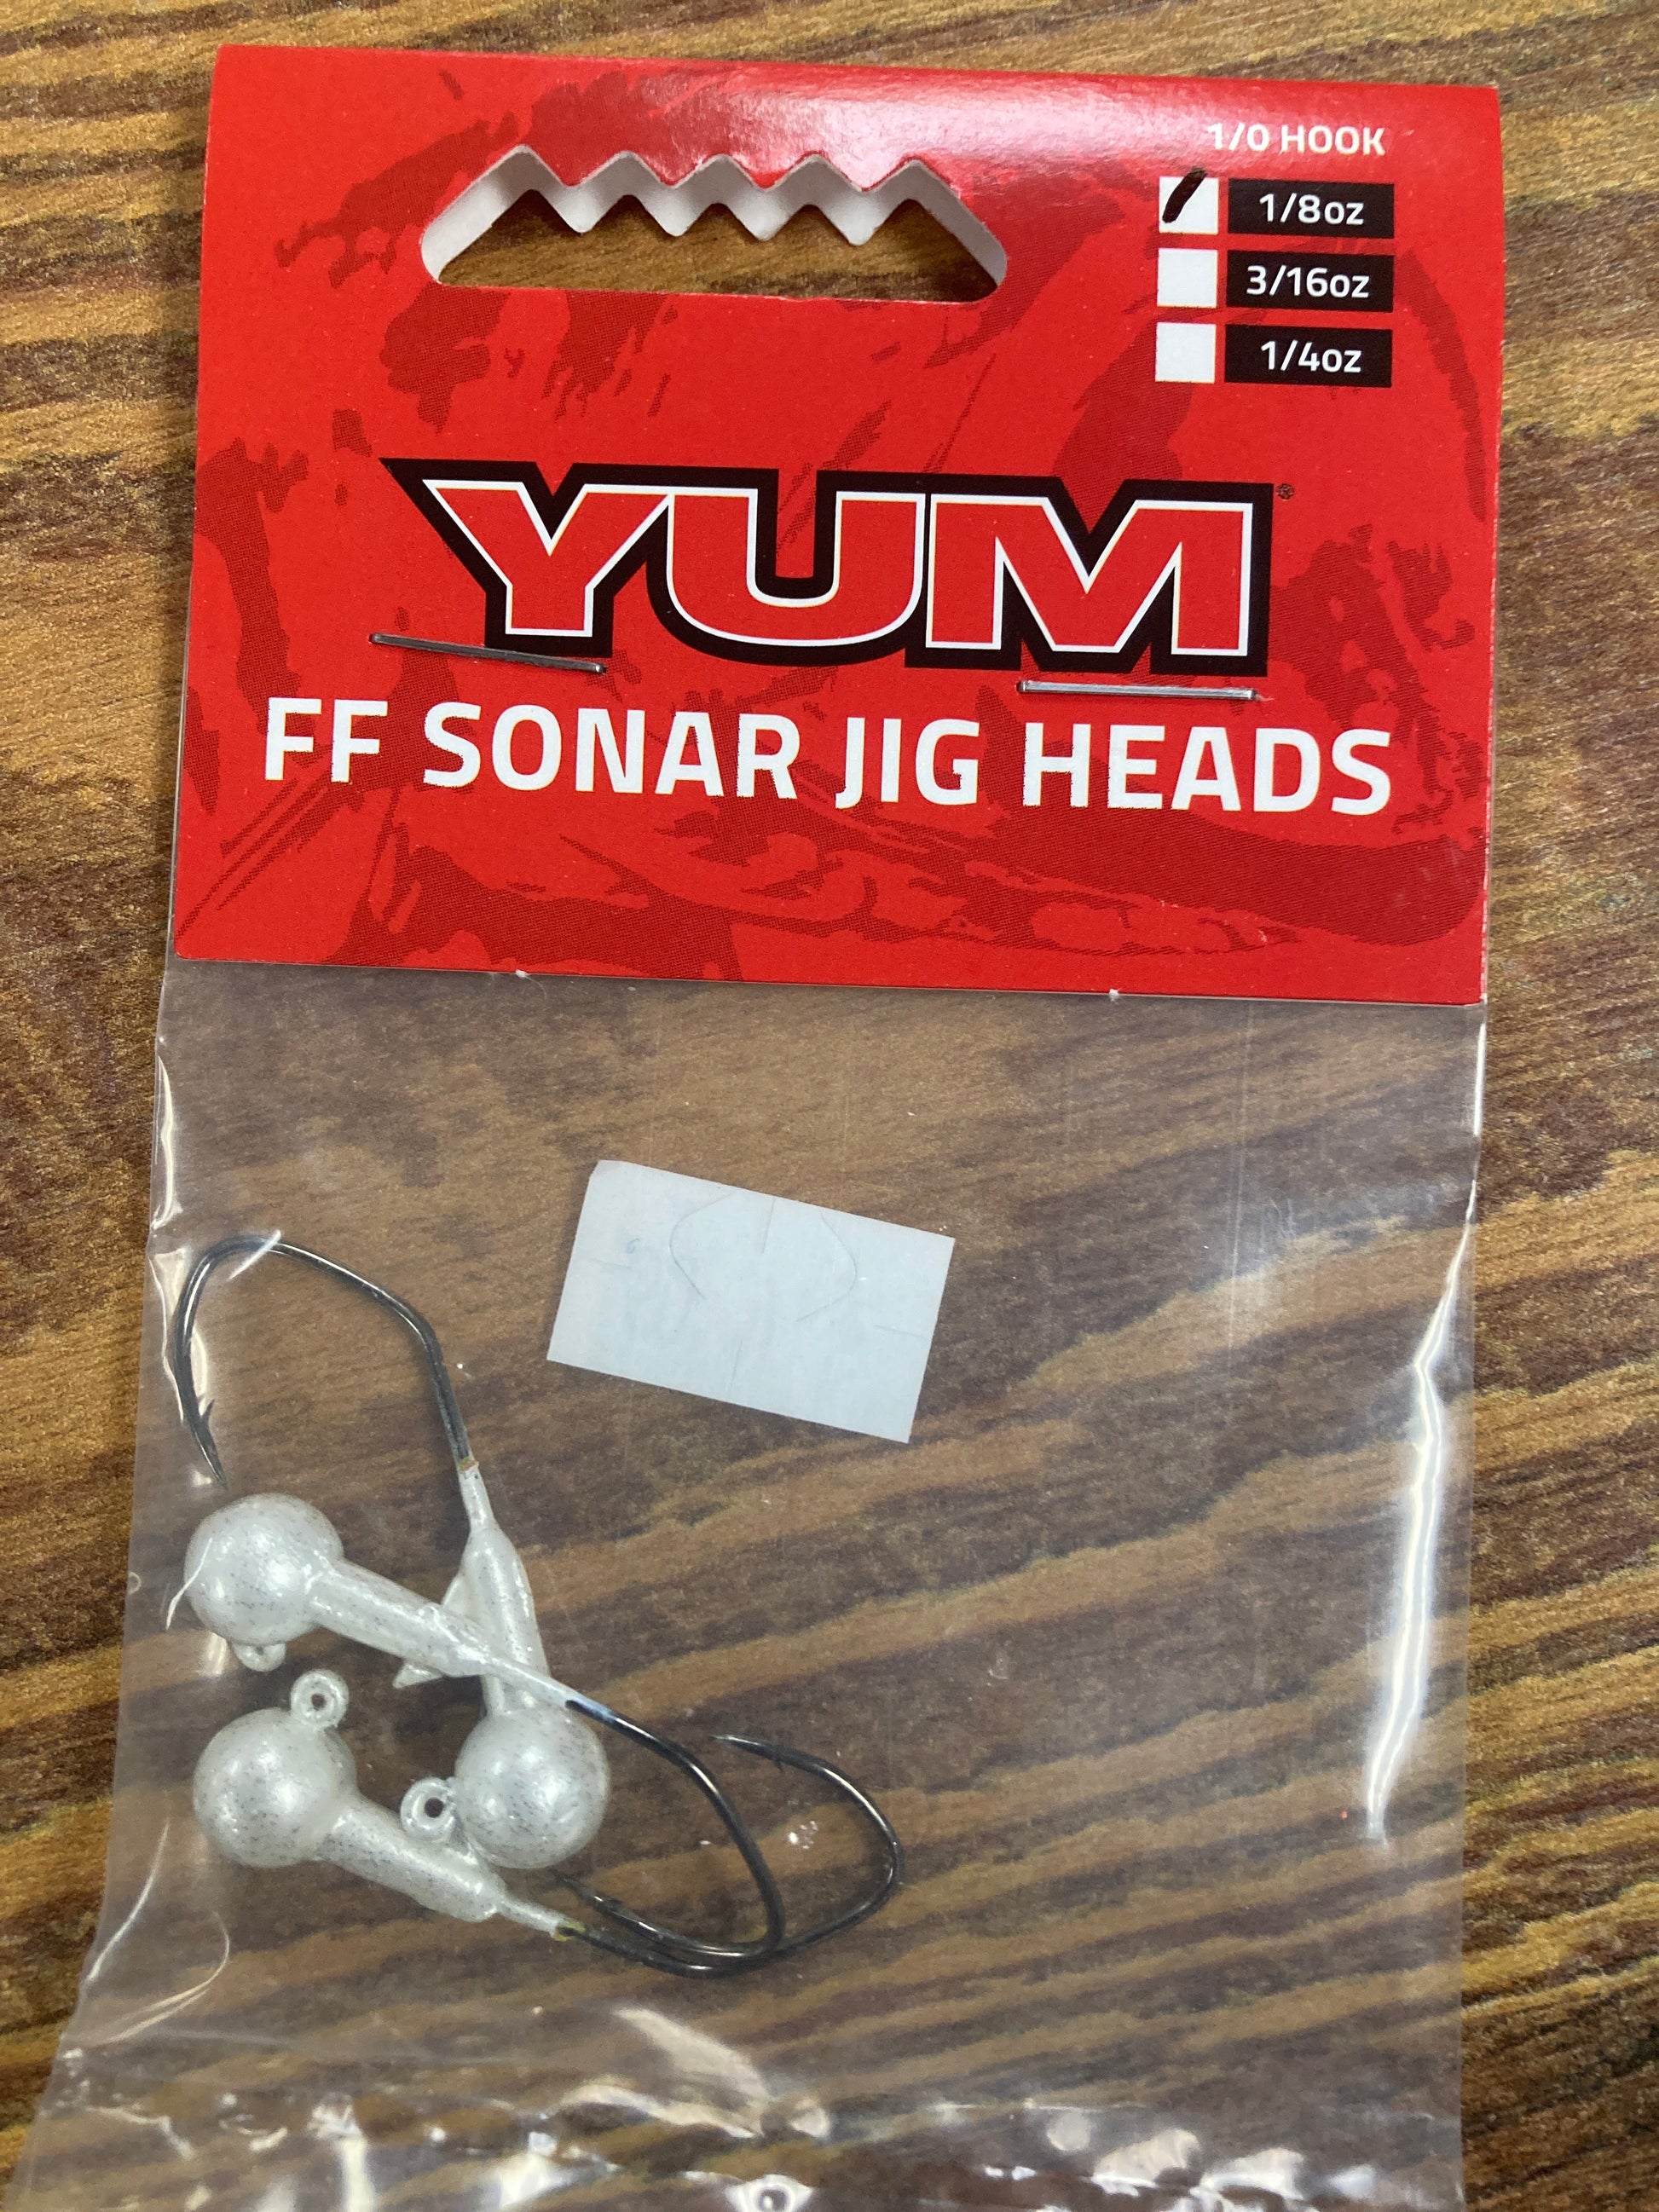 1/0 HOOK
1/8oz
3/16oz
1/4oz
YUM®
FF SONAR JIG HEADS